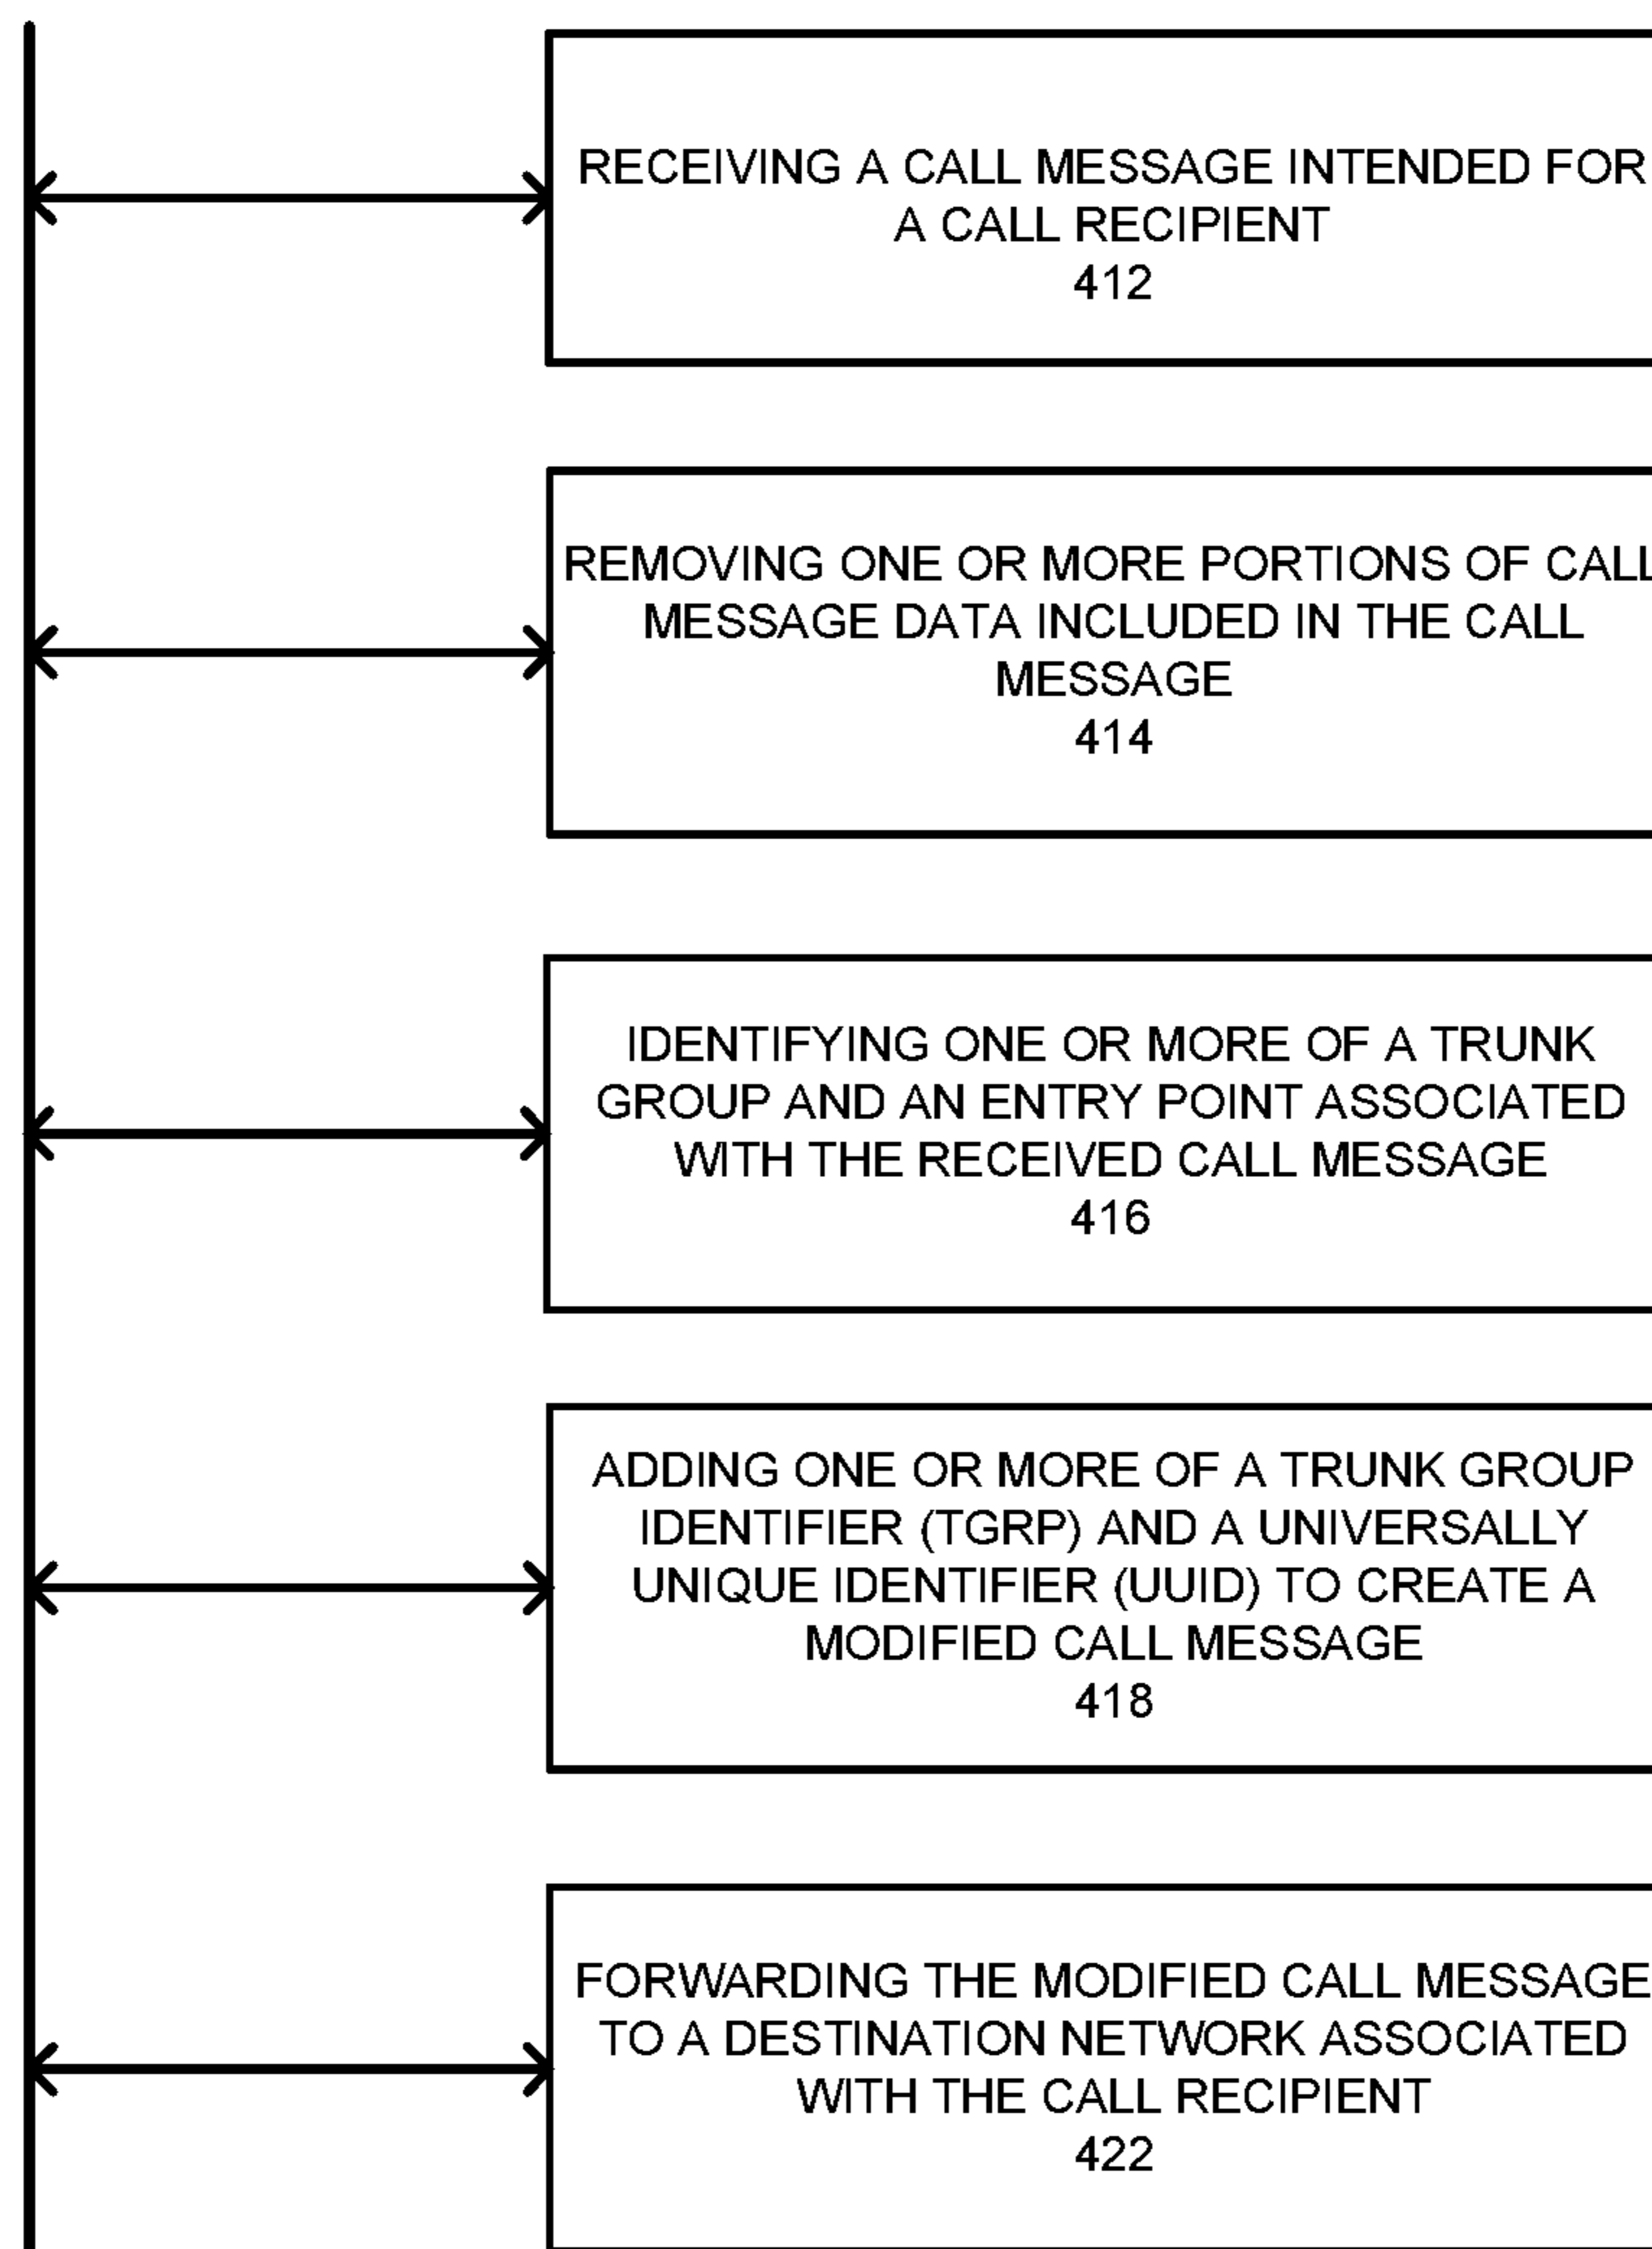 RECEIVING A CALL MESSAGE INTENDED FOR
A CALL RECIPIENT
412
REMOVING ONE OR MORE PORTIONS OF CALL
MESSAGE DATA INCLUDED IN THE CALL
MESSAGE
414
IDENTIFYING ONE OR MORE OF A TRUNK
GROUP AND AN ENTRY POINT ASSOCIATED
WITH THE RECEIVED CALL MESSAGE
416
ADDING ONE OR MORE OF A TRUNK GROUP
IDENTIFIER (TGRP) AND A UNIVERSALLY
UNIQUE IDENTIFIER (UUID) TO CREATE A
MODIFIED CALL MESSAGE
418
FORWARDING THE MODIFIED CALL MESSAGE
TO A DESTINATION NETWORK ASSOCIATED
WITH THE CALL RECIPIENT
422